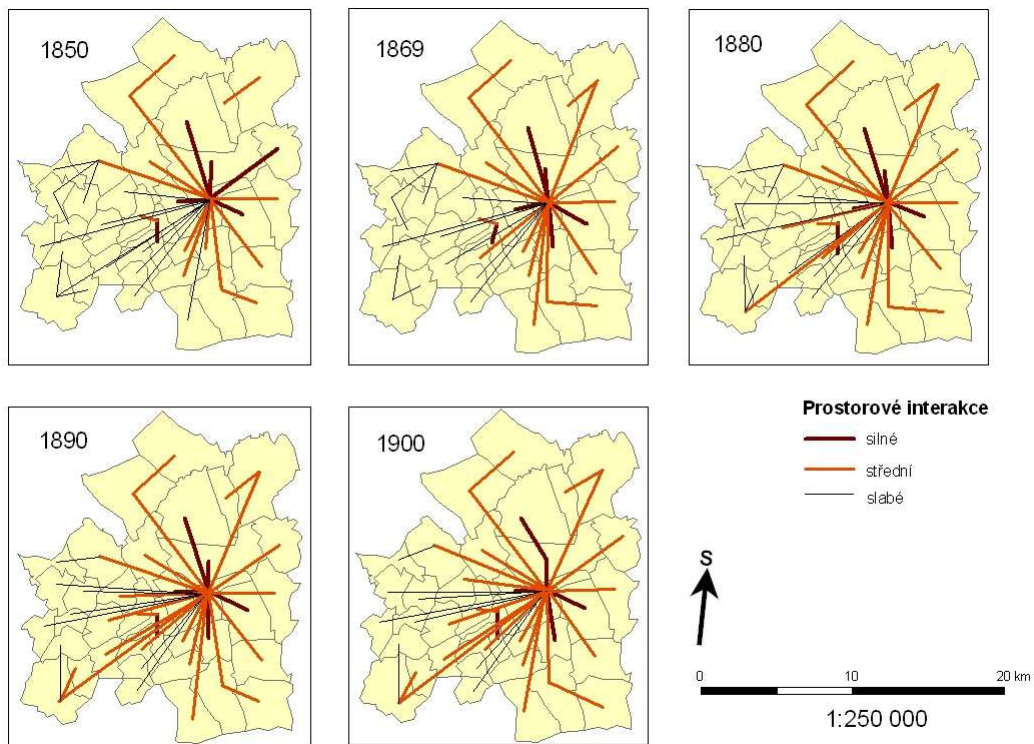 1850
1869
1880
1890
1900
Prostorové interakce
silné
střední
slabé
S
0 10 20 km
1:250 000